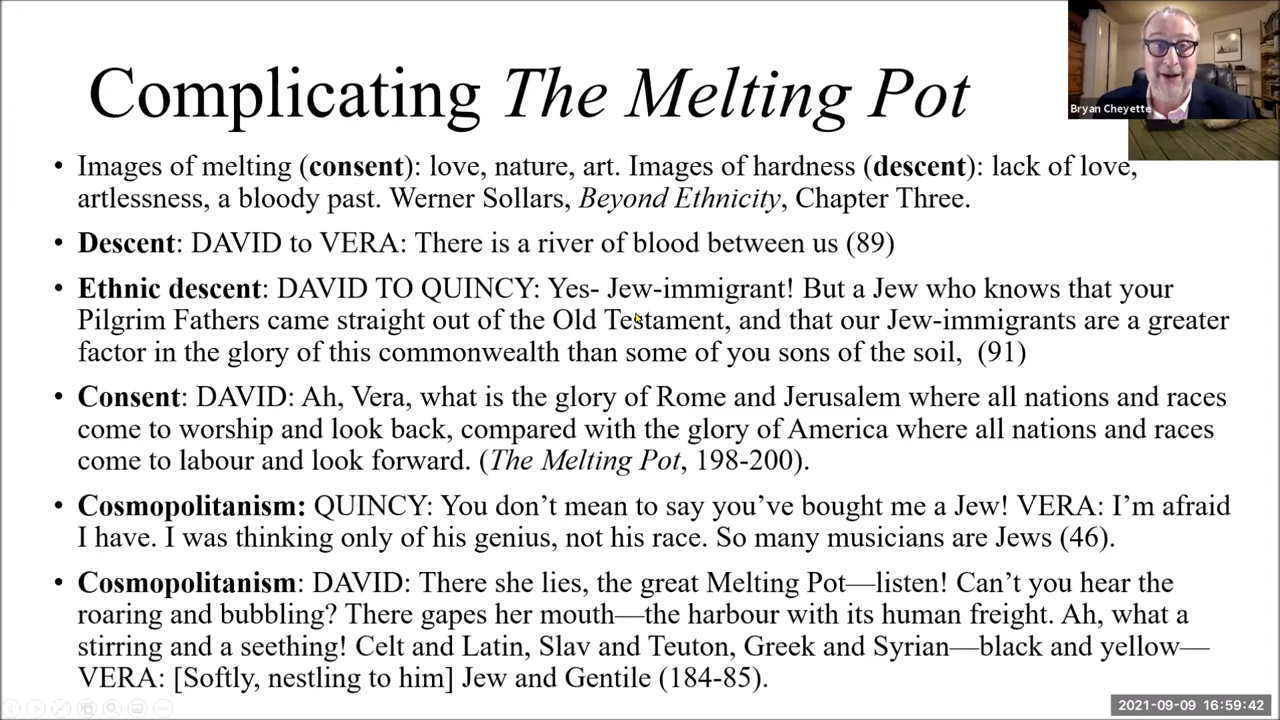 Complicating The Melting Pot
Bryan Cheyette
• Images of melting (consent): love, nature, art. Images of hardness (descent): lack of love,
artlessness, a bloody past. Werner Sollars, Beyond Ethnicity, Chapter Three.
• Descent: DAVID to VERA: There is a river of blood between us (89)
• Ethnic descent: DAVID TO QUINCY: Yes- Jew-immigrant! But a Jew who knows that your
Pilgrim Fathers came straight out of the Old Testament, and that our Jew-immigrants are a greater
factor in the glory of this commonwealth than some of you sons of the soil, (91)
• Consent: DAVID: Ah, Vera, what is the glory of Rome and Jerusalem where all nations and races
come to worship and look back, compared with the glory of America where all nations and races
come to labour and look forward. (The Melting Pot, 198-200).
• Cosmopolitanism: QUINCY: You don’t mean to say you’ve bought me a Jew! VERA: I’m afraid
I have. I was thinking only of his genius, not his race. So many musicians are Jews (46).
• Cosmopolitanism: DAVID: There she lies, the great Melting Pot—listen! Can’t you hear the
roaring and bubbling? There gapes her mouth—the harbour with its human freight. Ah, what a
stirring and a seething! Celt and Latin, Slav and Teuton, Greek and Syrian—black and yellow—
VERA: [Softly, nestling to him] Jew and Gentile (184-85).
2021-09-09 16:59:42